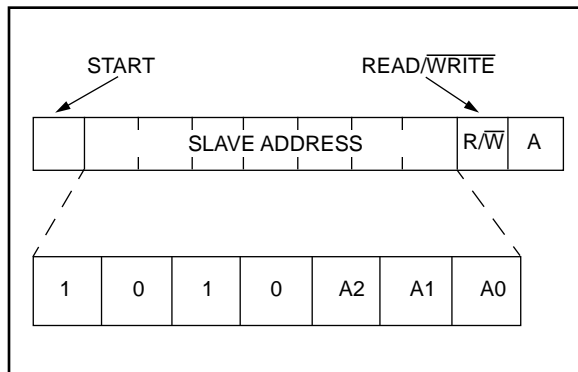 START READ/WRITE
SLAVE ADDRESS R/W A
1 0 1 0 A2 A1 A0